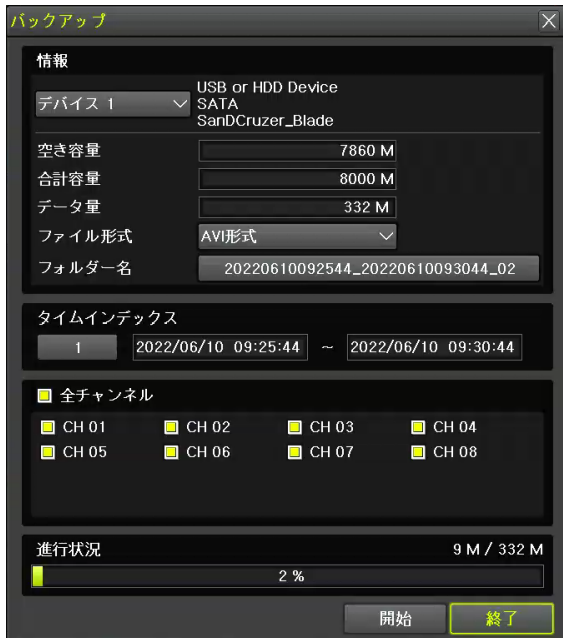 バックアップ
情報
デバイス 1
USB or HDD Device
SATA
SanDCruzer_Blade
空き容量 7860 M
合計容量 8000 M
データ量 332 M
ファイル形式 AVI形式
フォルダー名 20220610092544_20220610093044_02
タイムインデックス
1 2022/06/10 09:25:44 ~ 2022/06/10 09:30:44
全チャンネル
CH 01 CH 02 CH 03 CH 04
CH 05 CH 06 CH 07 CH 08
進行状況 9 M / 332 M
2 %
開始 終了